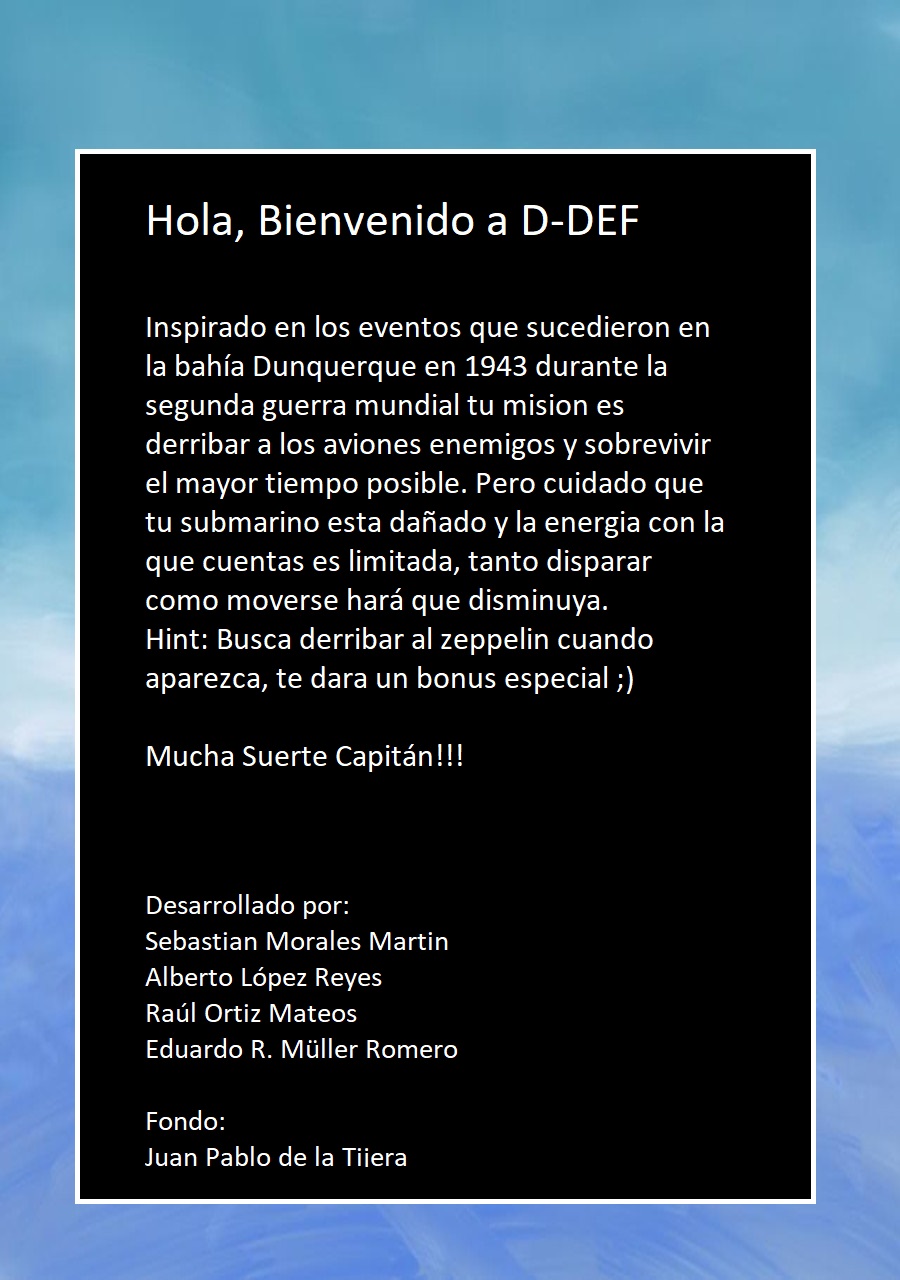 Hola, Bienvenido a D-DEF
Inspirado en los eventos que sucedieron en
la bahía Dunquerque en 1943 durante la
segunda guerra mundial tu mision es
derribar a los aviones enemigos y sobrevivir
el mayor tiempo posible. Pero cuidado que
tu submarino esta dañado y la energia con la
que cuentas es limitada, tanto disparar
como moverse hará que disminuya.
Hint: Busca derribar al zeppelin cuando
aparezca, te dara un bonus especial ;)
Mucha Suerte Capitán!!!
Desarrollado por:
Sebastian Morales Martin
Alberto López Reyes
Raúl Ortiz Mateos
Eduardo R. Müller Romero
Fondo:
Juan Pablo de la Tijera